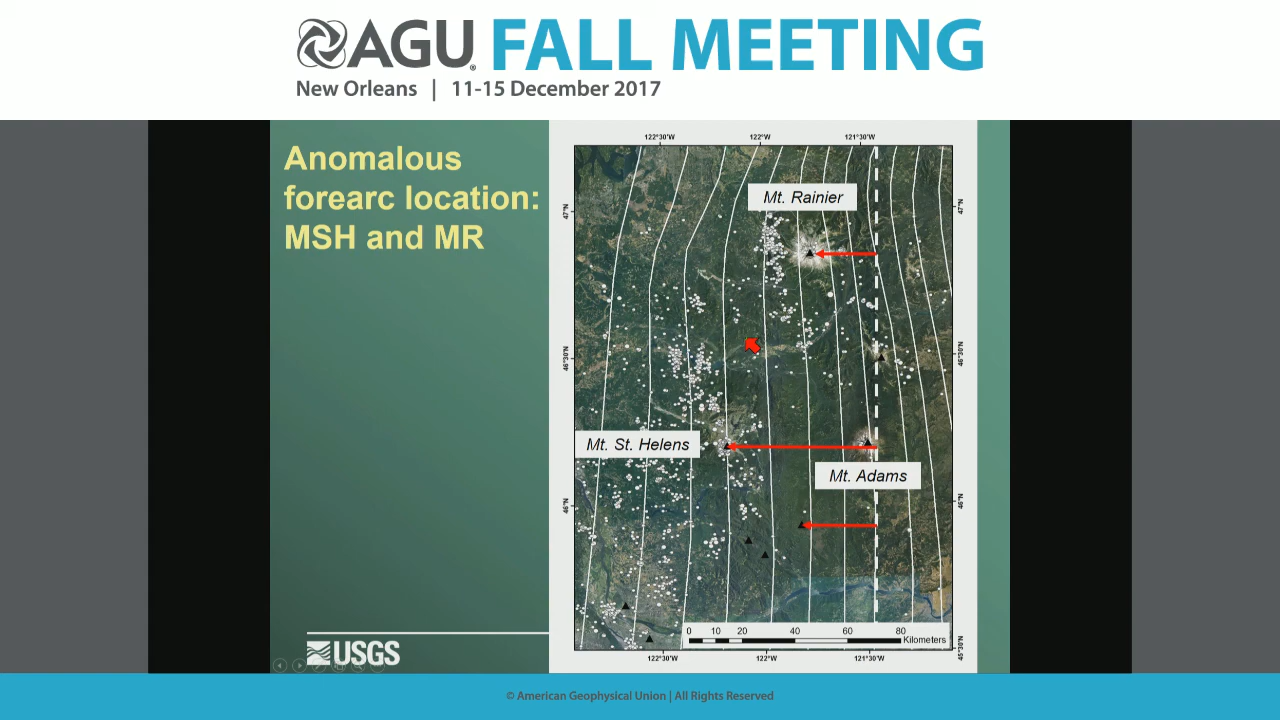 AGU FALL MEETING
New Orleans | 11-15 December 2017
Anomalous
forearc location:
MSH and MR
122°30'W 122°W 121°30'W
Mt. Rainier
47°N 47°N
46°30'N 46°30'N
Mt. St. Helens
Mt. Adams
46°N 46°N
0 10 20 40 60 80
Kilometers
45°30'N
122°30'W 122°W 121°30'W
USGS
© American Geophysical Union | All Rights Reserved